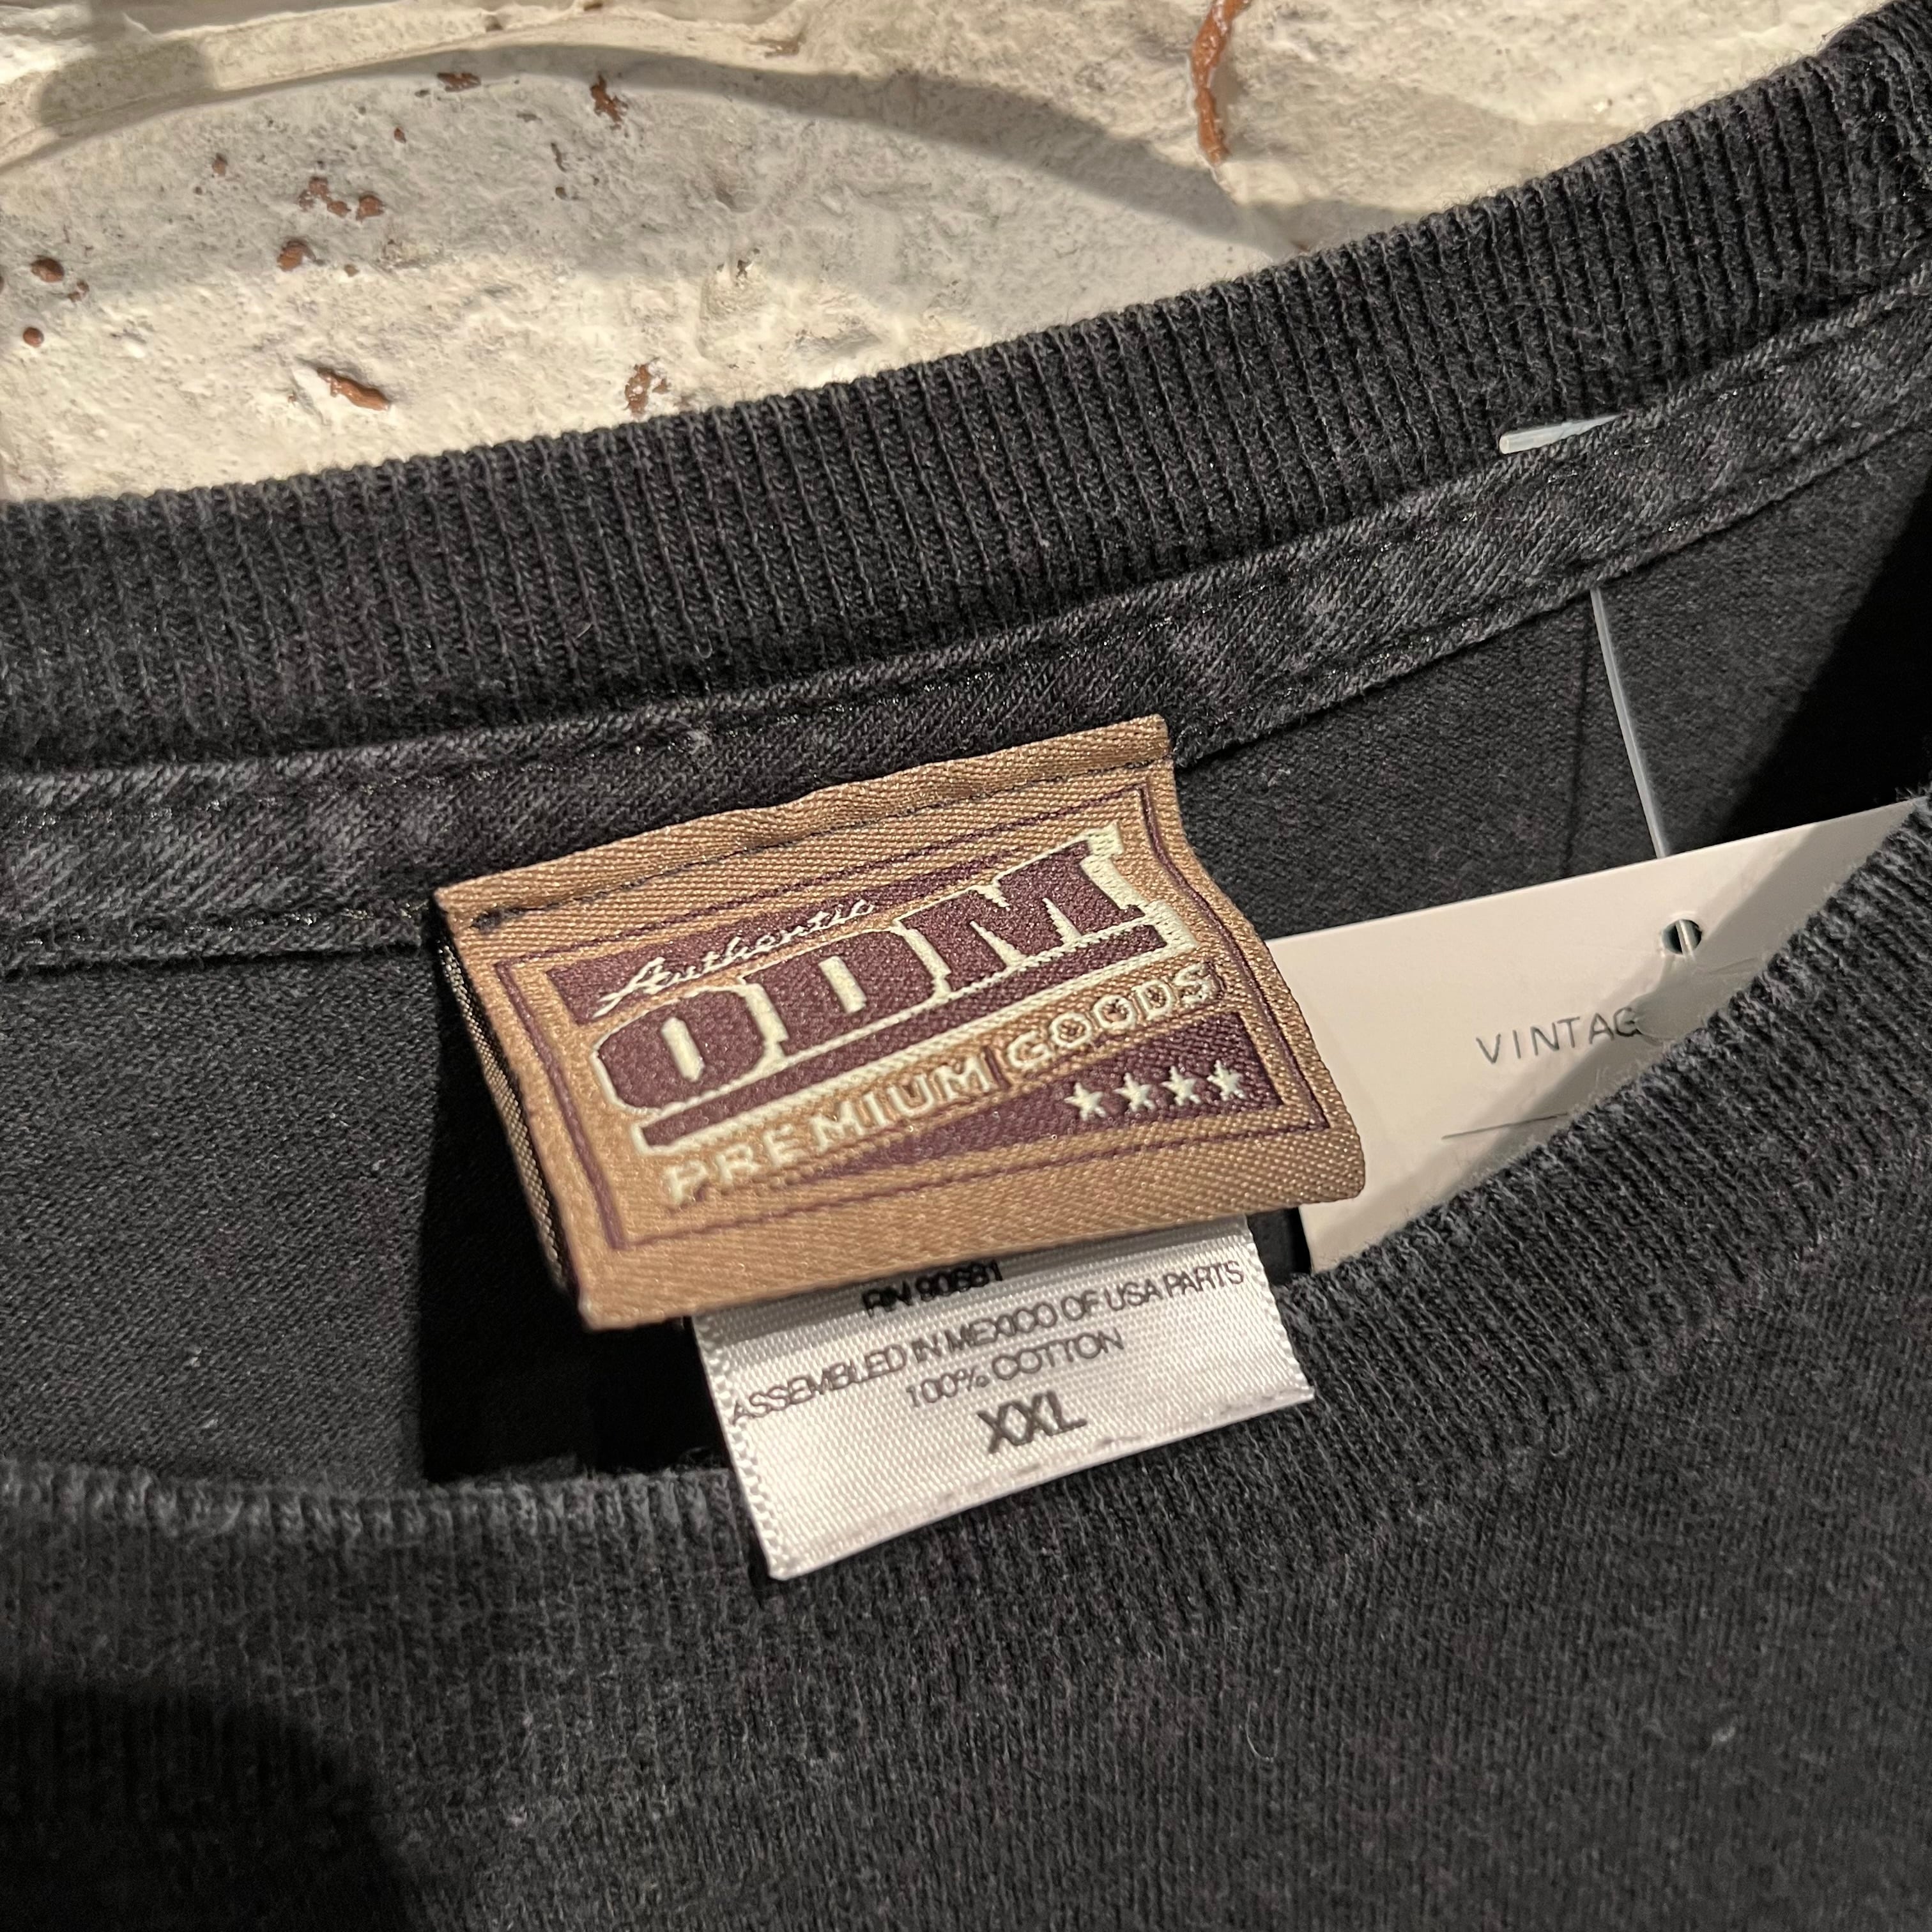 Authentic
ODM
PREMIUM GOODS
RN 90681
ASSEMBLED IN MEXICO OF USA PARTS
100% COTTON
XXL
VINTAG